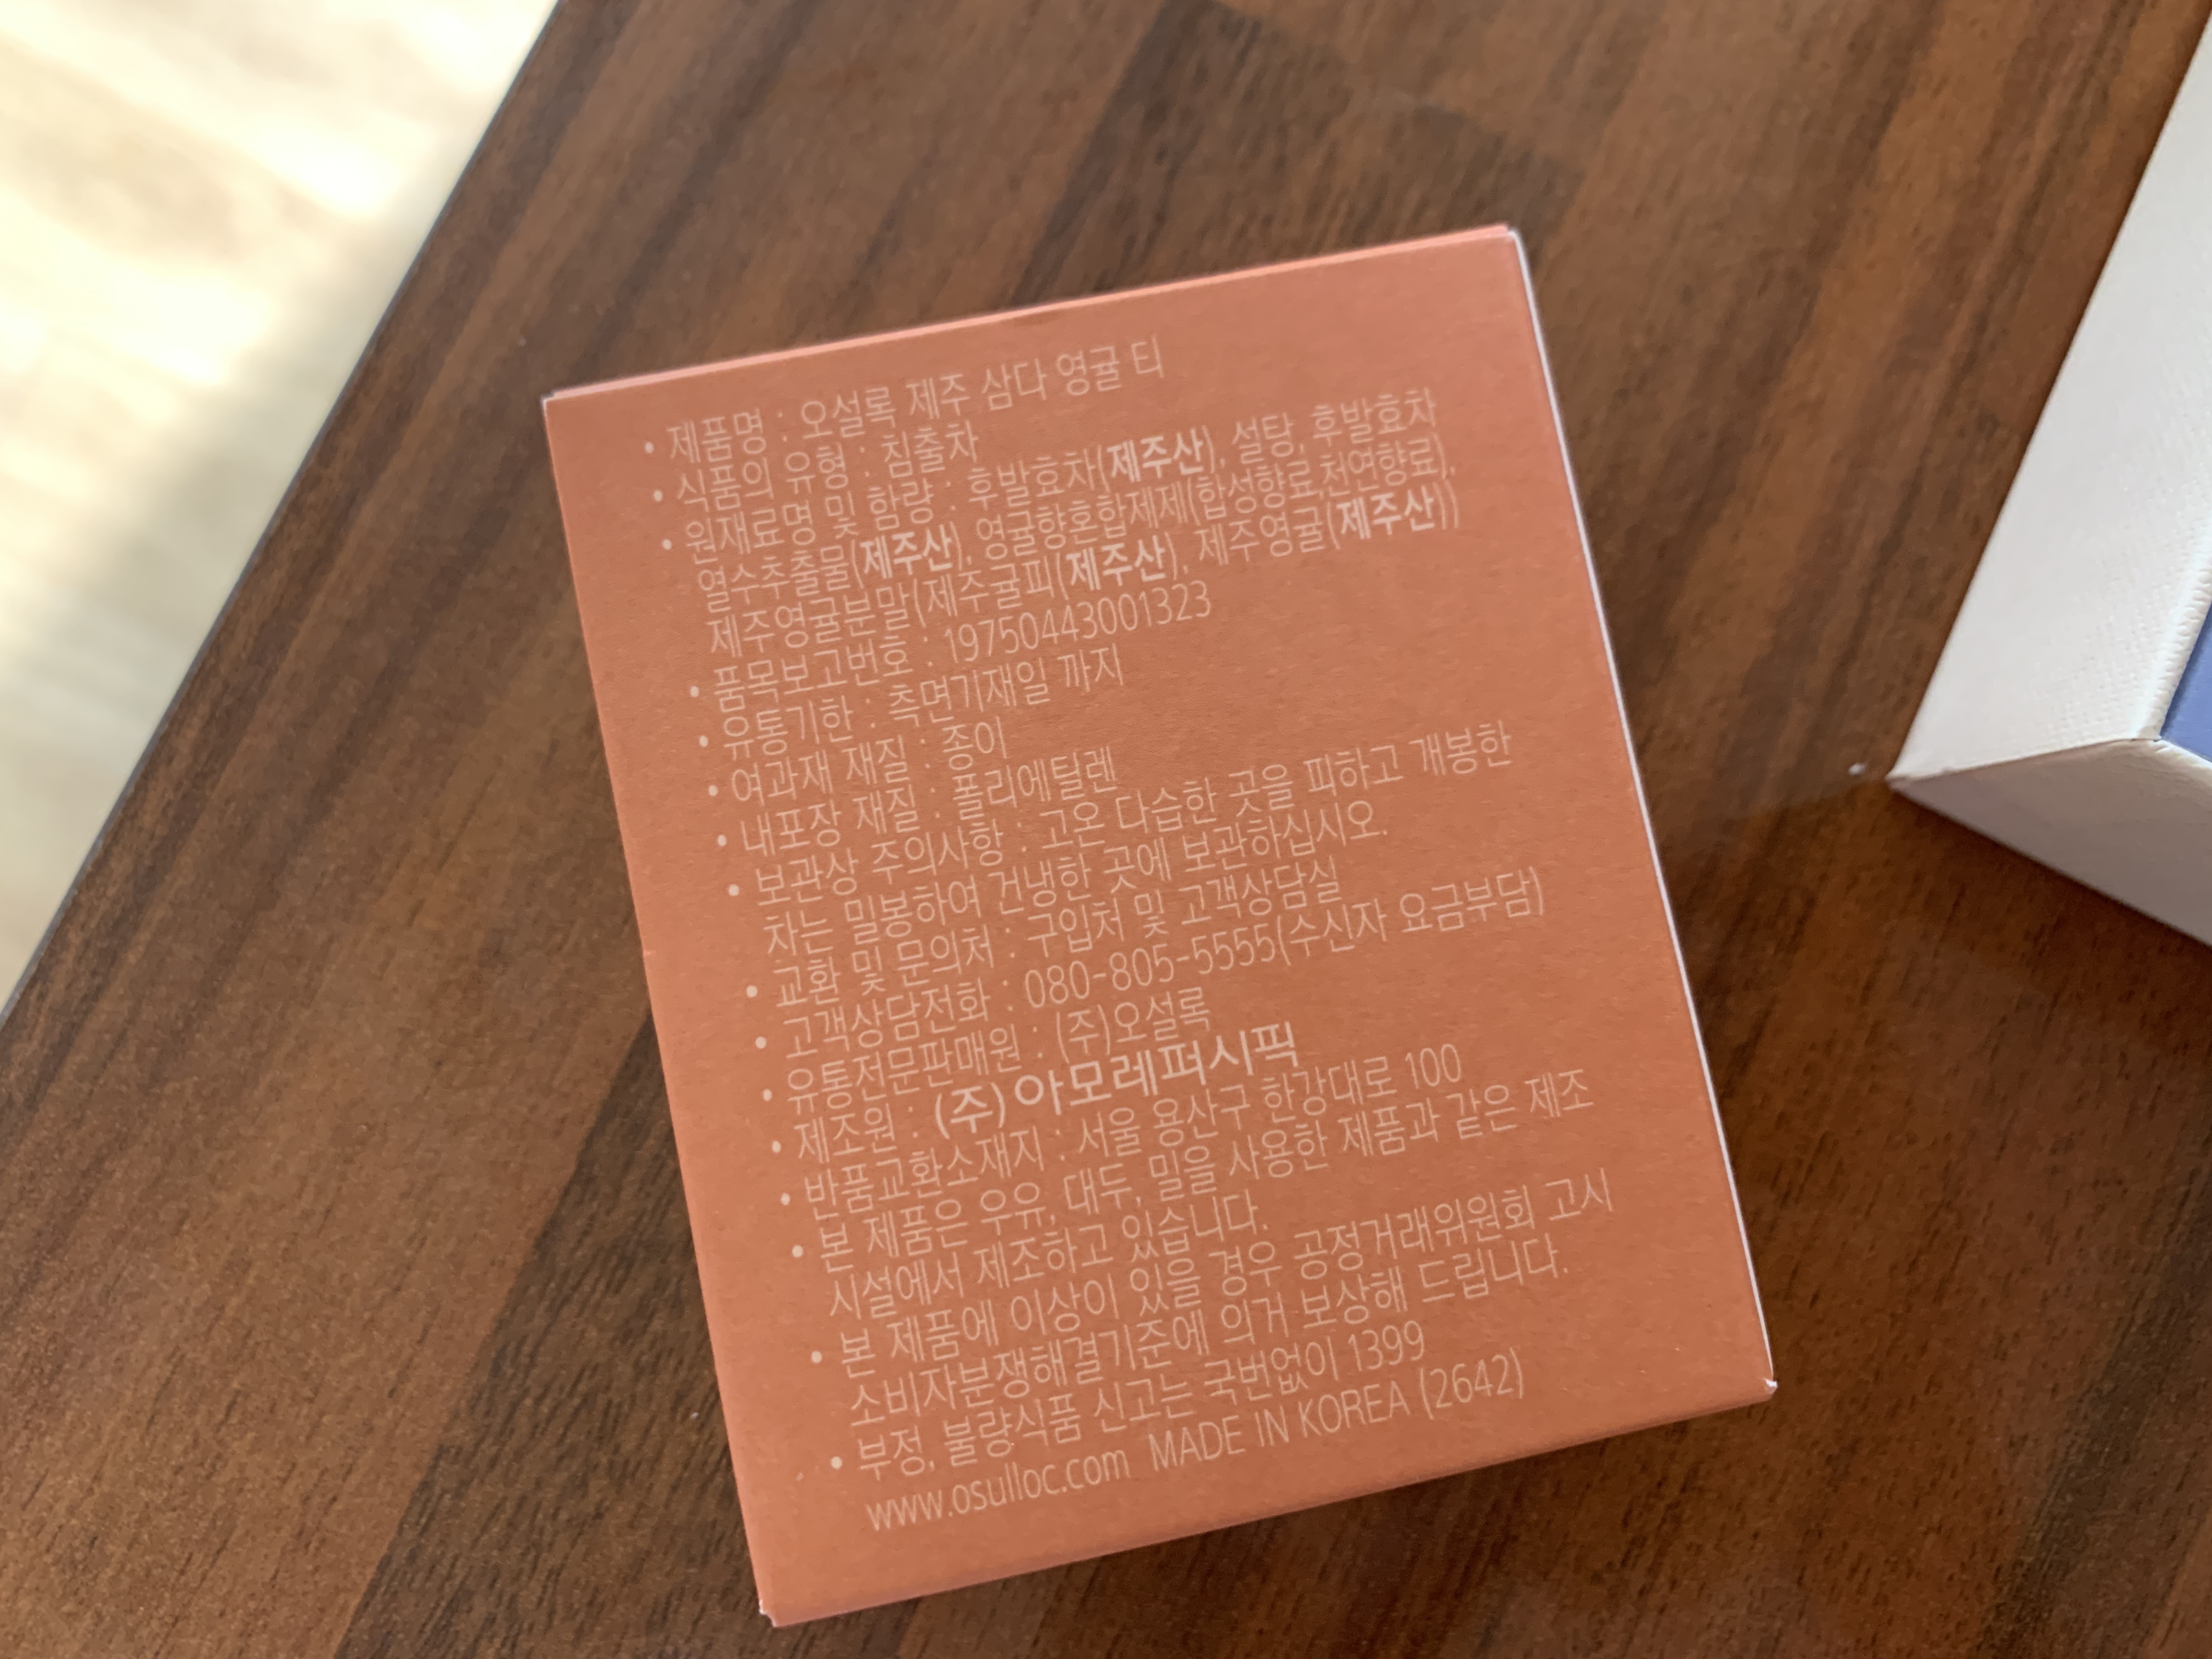 • 제품명 : 오설록 제주 삼다 영귤 티
• 식품의 유형 : 침출차
• 원재료명 및 함량 : 후발효차(제주산), 설탕, 후발효차
열수추출물(제주산), 영귤향혼합제제(합성향료,천연향료),
제주영귤분말(제주귤피(제주산), 제주영귤(제주산))
• 품목보고번호 : 19750443001323
• 유통기한 : 측면기재일 까지
• 여과재 재질 : 종이
• 내포장 재질 : 폴리에틸렌
• 보관상 주의사항 : 고온 다습한 곳을 피하고 개봉한
차는 밀봉하여 건냉한 곳에 보관하십시오.
• 교환 및 문의처 : 구입처 및 고객상담실
• 고객상담전화 : 080-805-5555(수신자 요금부담)
• 유통전문판매원 : (주)오설록
• 제조원 : (주)아모레퍼시픽
• 반품교환소재지 : 서울 용산구 한강대로 100
• 본 제품은 우유, 대두, 밀을 사용한 제품과 같은 제조
시설에서 제조하고 있습니다.
• 본 제품에 이상이 있을 경우 공정거래위원회 고시
소비자분쟁해결기준에 의거 보상해 드립니다.
• 부정, 불량식품 신고는 국번없이 1399
www.osulloc.com MADE IN KOREA (2642)